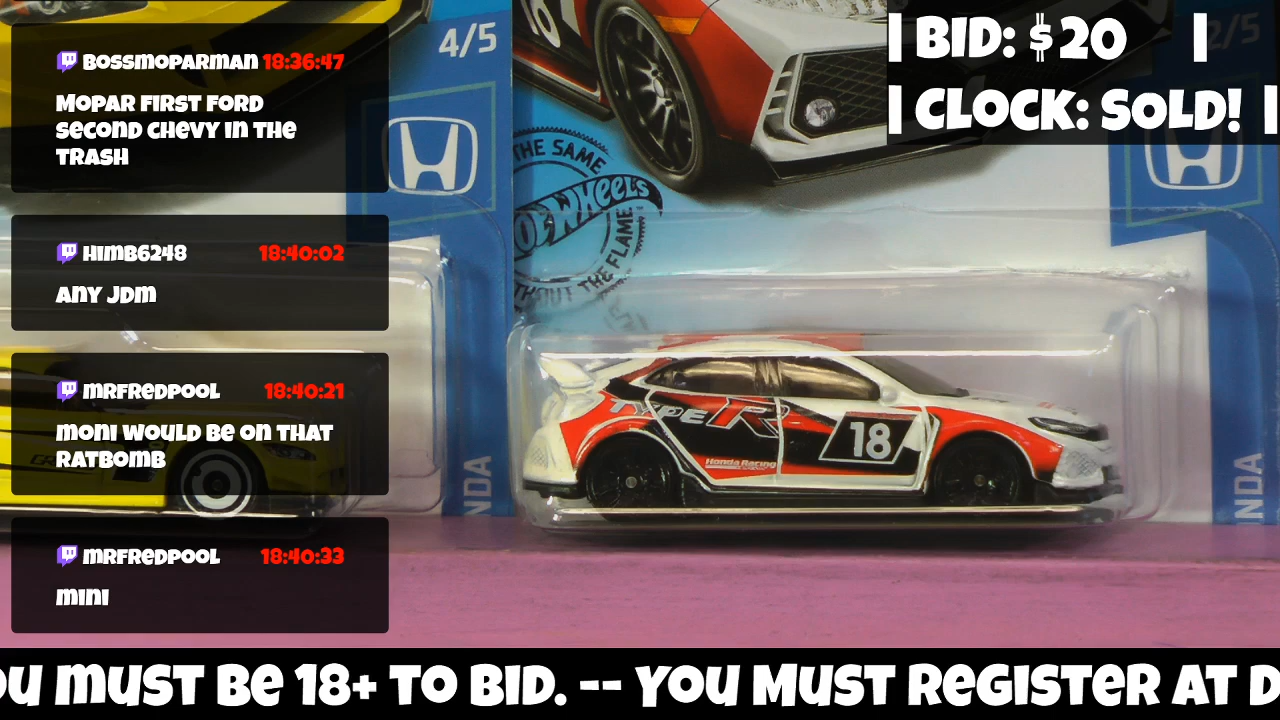 BOSSMOPARMAN 18:36:47
MOPAR FIRST FORD
SECOND CHEVY IN THE
TRASH
HIMB6248 18:40:02
ANY JDM
MRFREDPOOL 18:40:21
MONI WOULD BE ON THAT
RATBOMB
MRFREDPOOL 18:40:33
MINI
4/5
| BID: $20 |
2/5
| CLOCK: SOLD! |
THE SAME
HOT WHEELS
WITHOUT THE FLAME
TYPE R
18
Honda Racing
NDA
NDA
OU MUST BE 18+ TO BID. -- YOU MUST REGISTER AT D